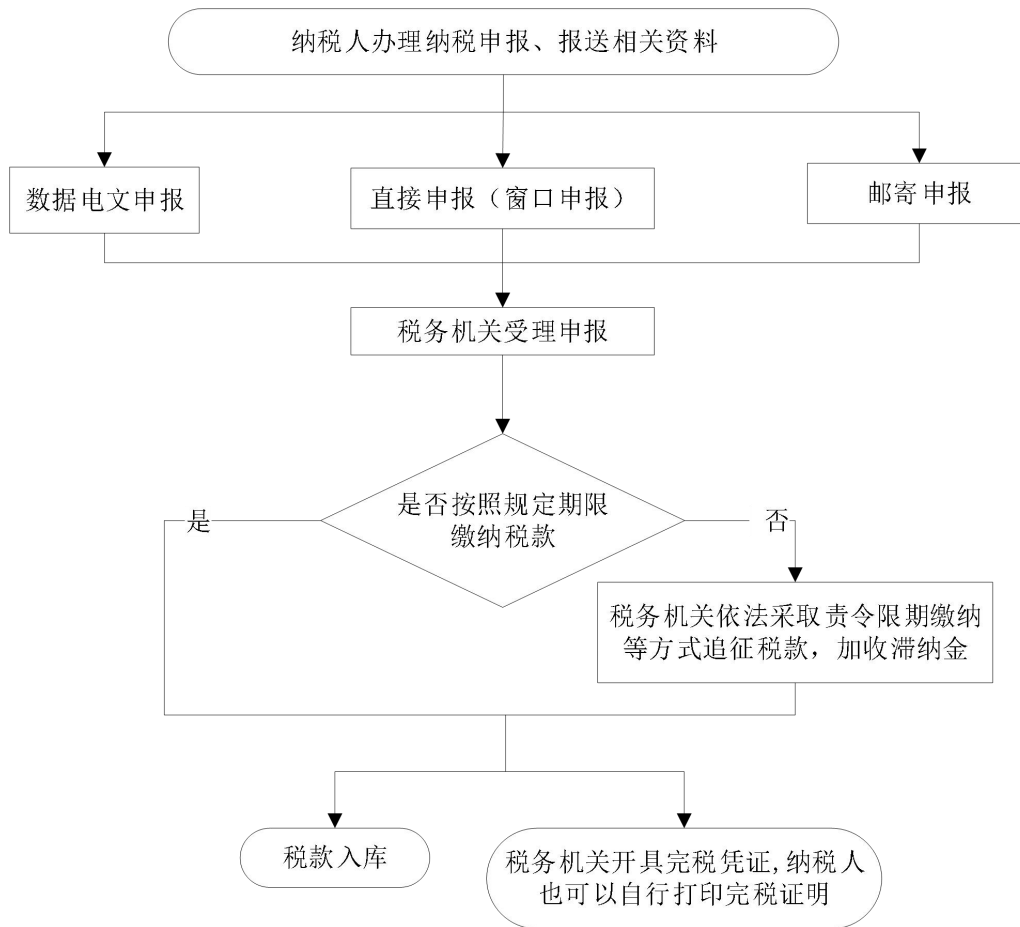 纳税人办理纳税申报、报送相关资料
数据电文申报
直接申报（窗口申报）
邮寄申报
税务机关受理申报
是否按照规定期限
缴纳税款
是
否
税务机关依法采取责令限期缴纳
等方式追征税款，加收滞纳金
税款入库
税务机关开具完税凭证,纳税人
也可以自行打印完税证明